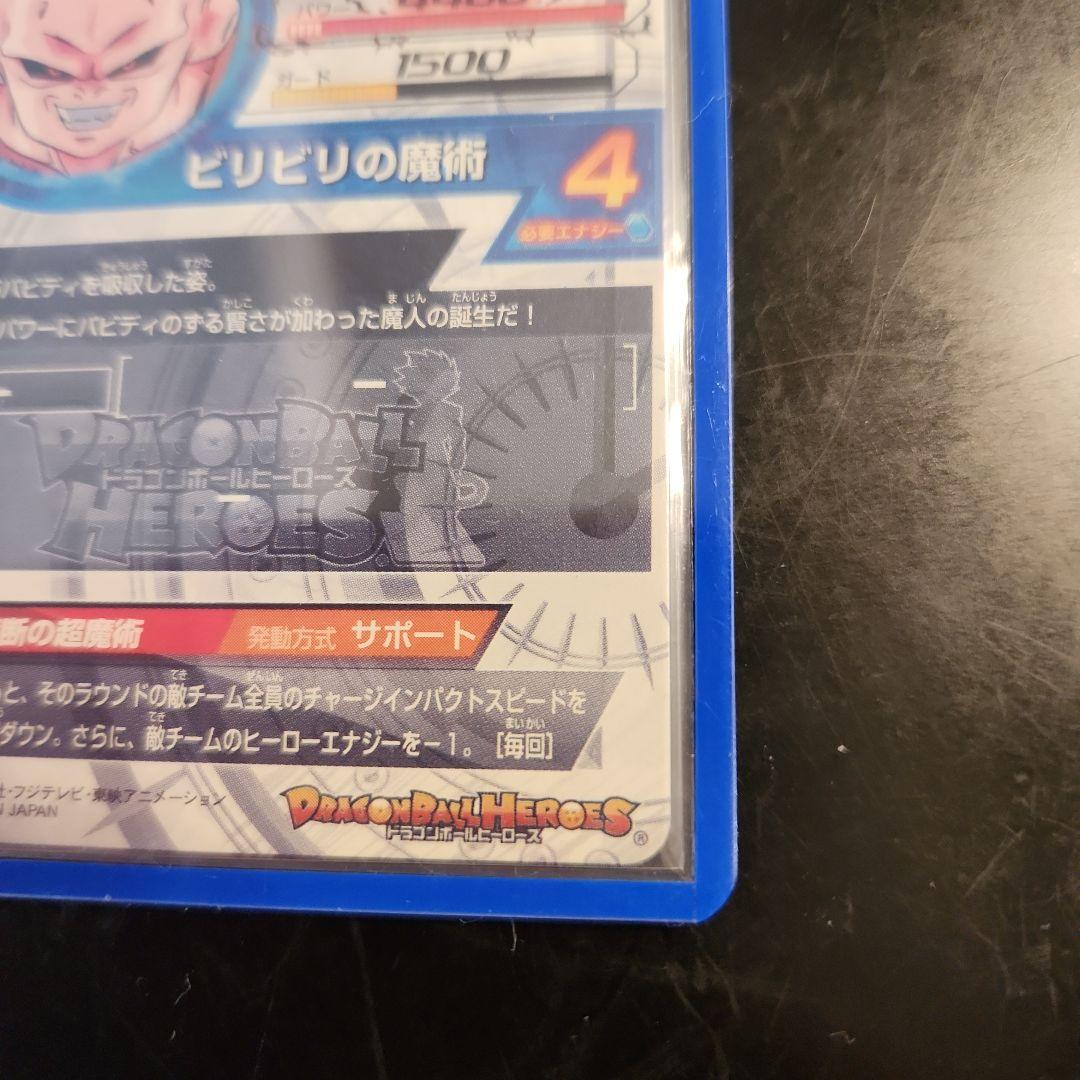 パワー 4400
ガード 1500
ビリビリの魔術
4
必要エナジー
バビディを吸収した姿。
パワーにバビディのずる賢さが加わった魔人の誕生だ!
DRAGONBALL
ドラゴンボールヒーローズ
HEROES
断の超魔術 発動方式 サポート
と、そのラウンドの敵チーム全員のチャージインパクトスピードを
ダウン。さらに、敵チームのヒーローエナジーを-1。[毎回]
社・フジテレビ・東映アニメーション
N JAPAN
DRAGONBALL HEROES
ドラゴンボールヒーローズ ®